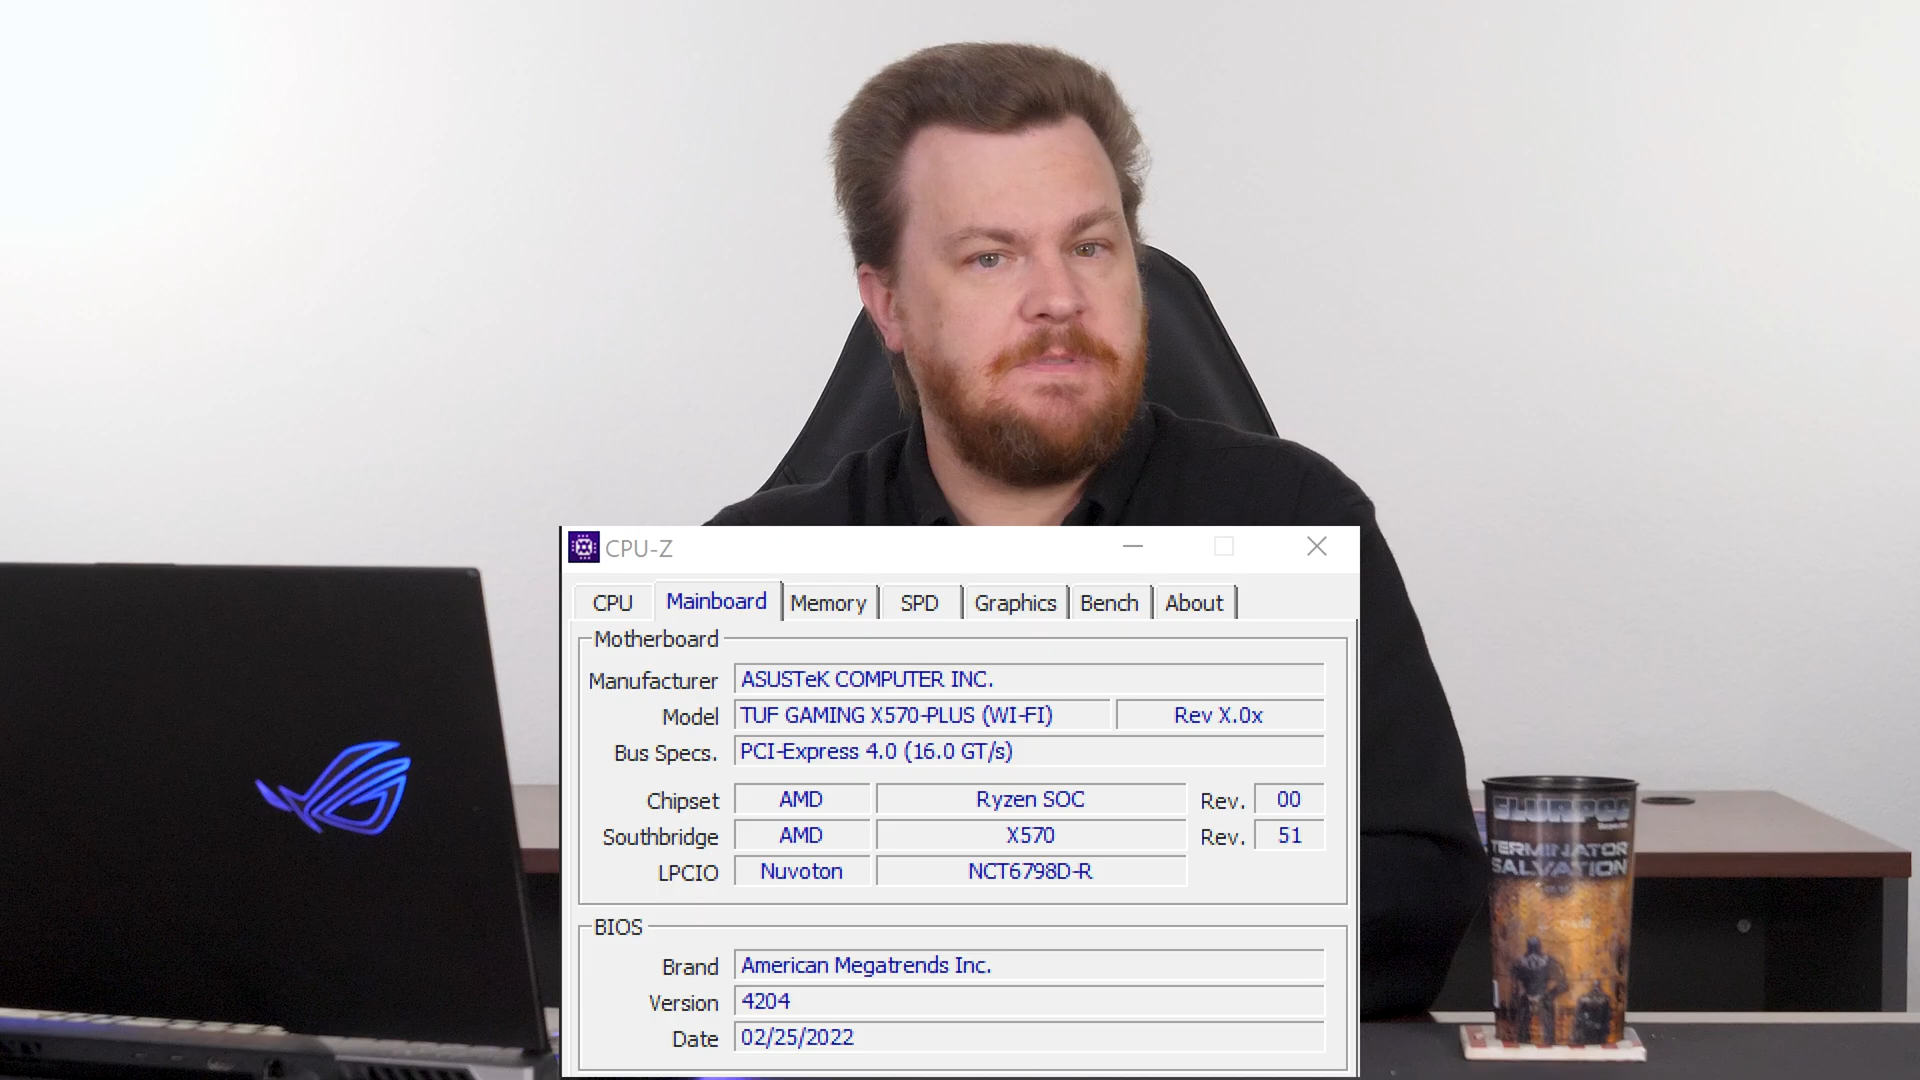 CPU-Z
CPU Mainboard Memory SPD Graphics Bench About
Motherboard
Manufacturer ASUSTeK COMPUTER INC.
Model TUF GAMING X570-PLUS (WI-FI) Rev X.0x
Bus Specs. PCI-Express 4.0 (16.0 GT/s)
Chipset AMD Ryzen SOC Rev. 00
Southbridge AMD X570 Rev. 51
LPCIO Nuvoton NCT6798D-R
BIOS
Brand American Megatrends Inc.
Version 4204
Date 02/25/2022
SLURPEE
TERMINATOR
SALVATION